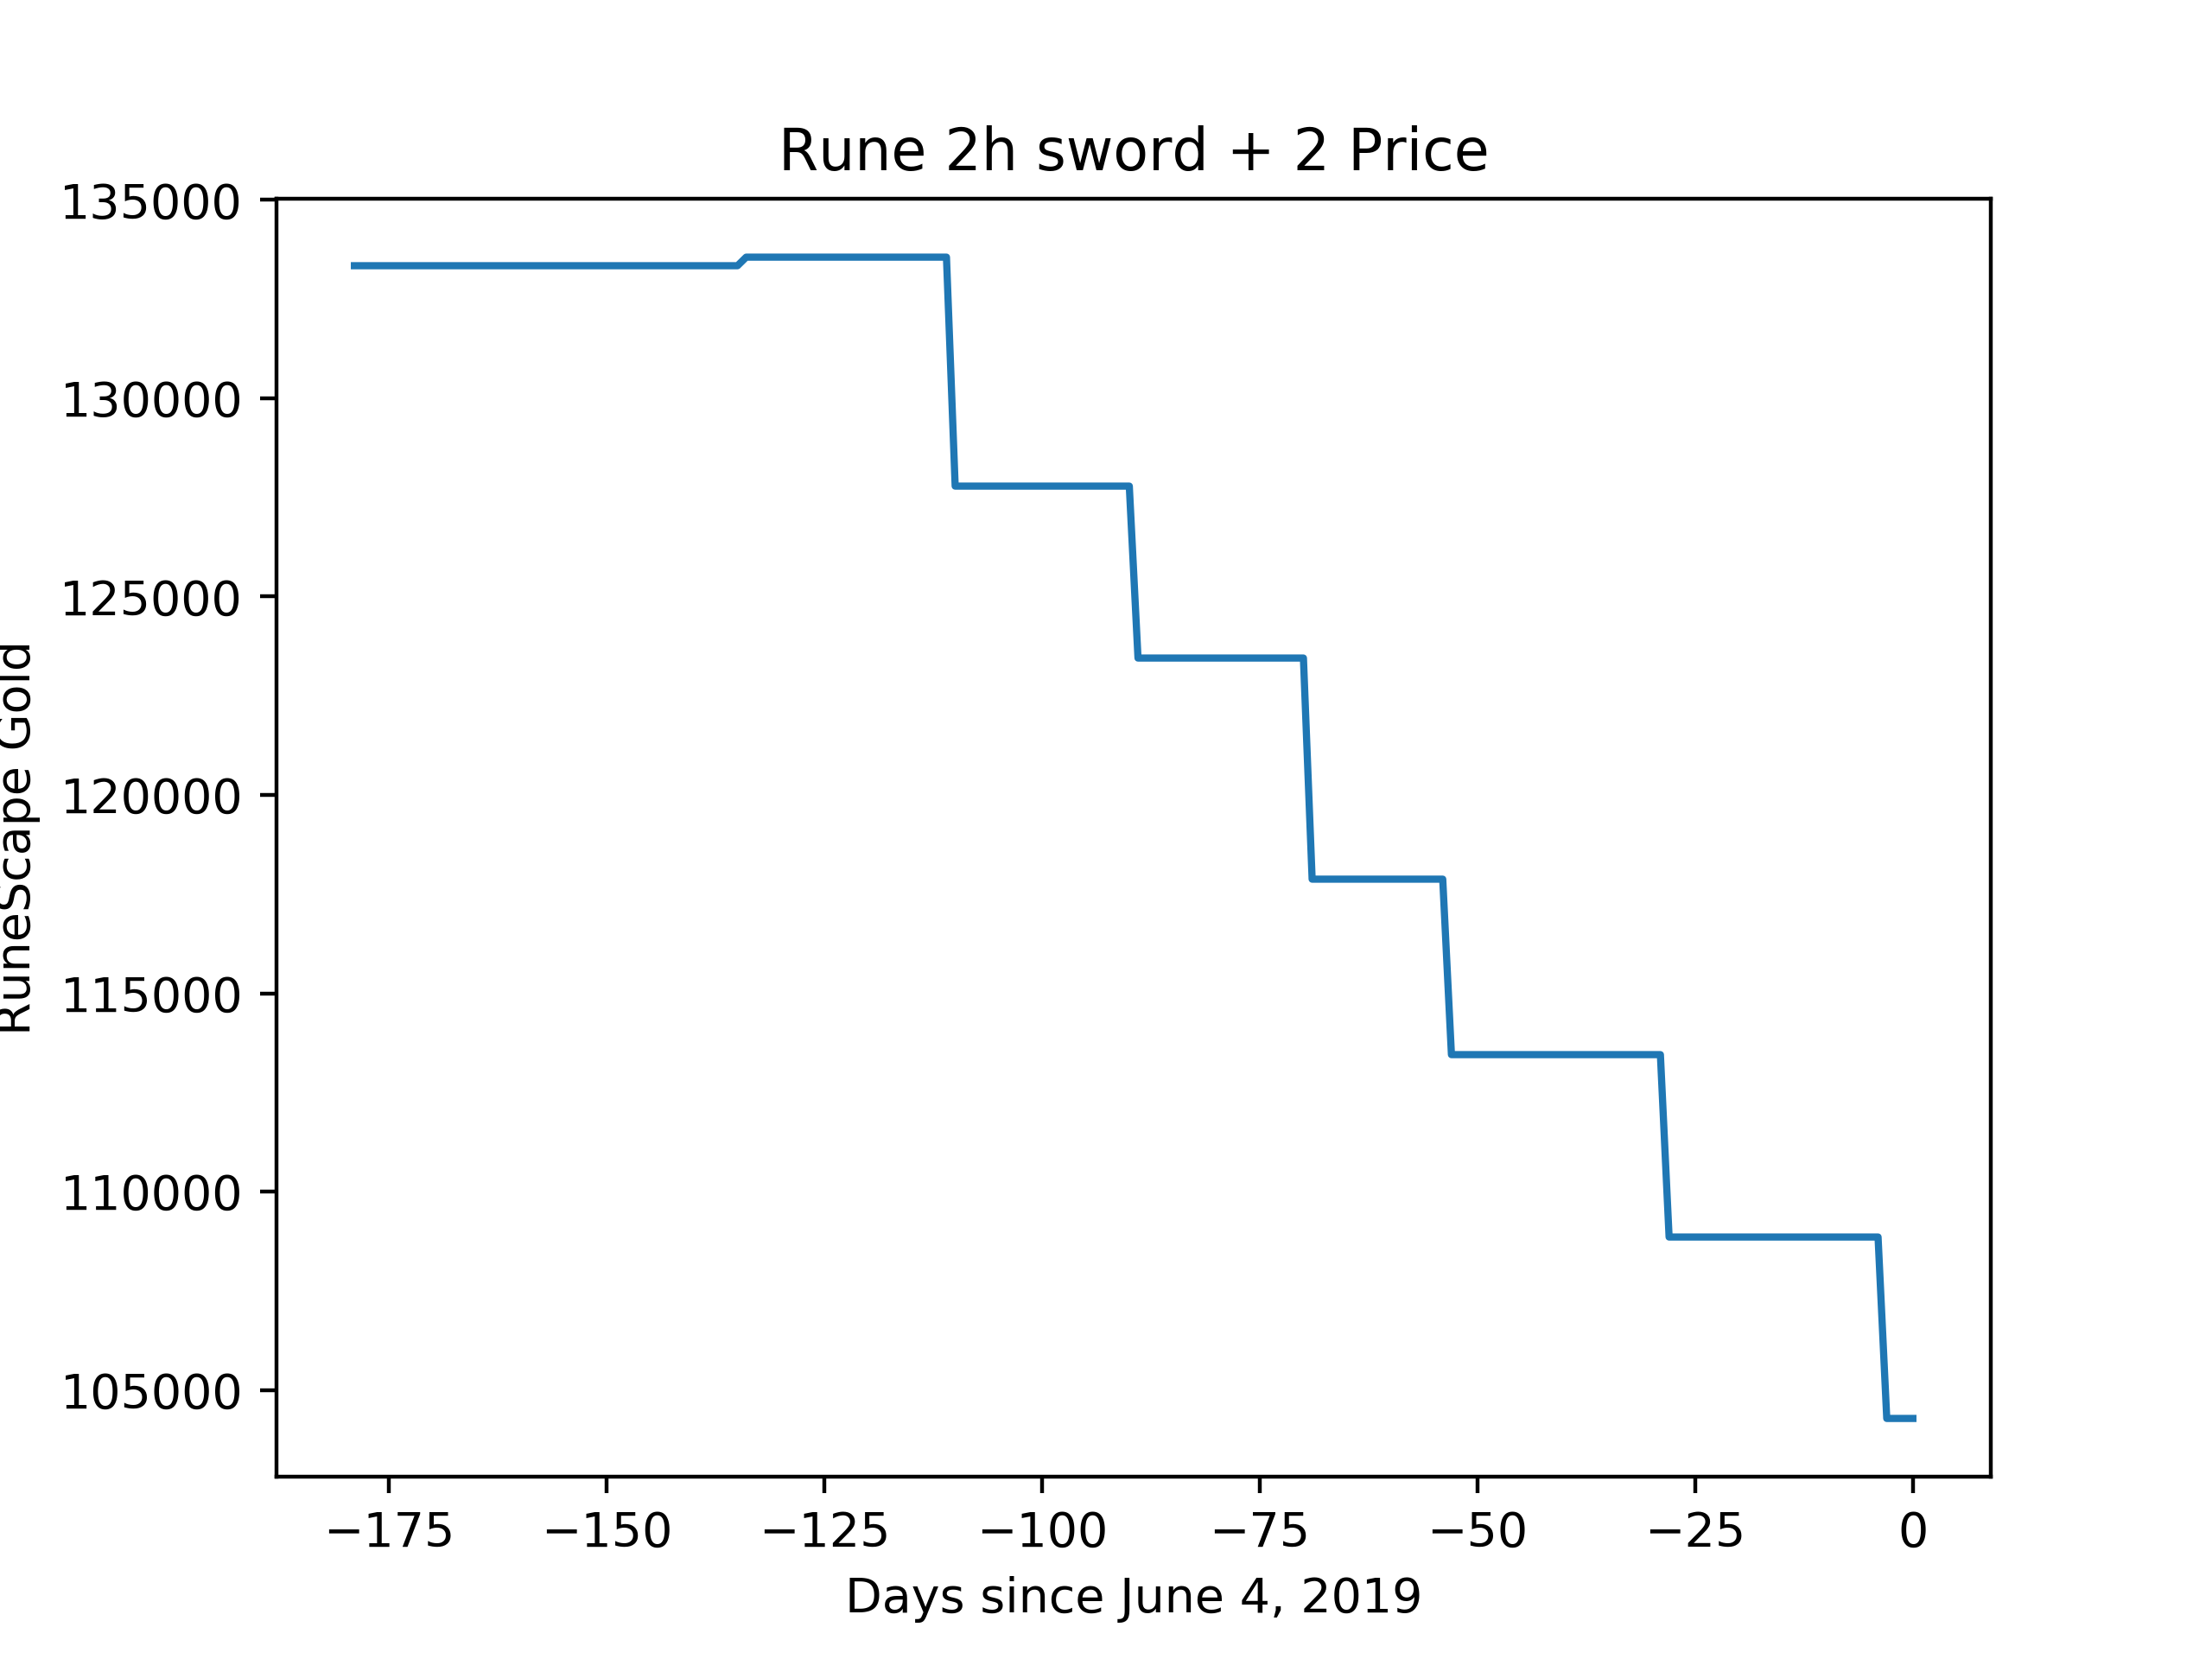 Rune 2h sword + 2 Price
135000
130000
125000
120000
115000
110000
105000
RuneScape Gold
−175 −150 −125 −100 −75 −50 −25 0
Days since June 4, 2019